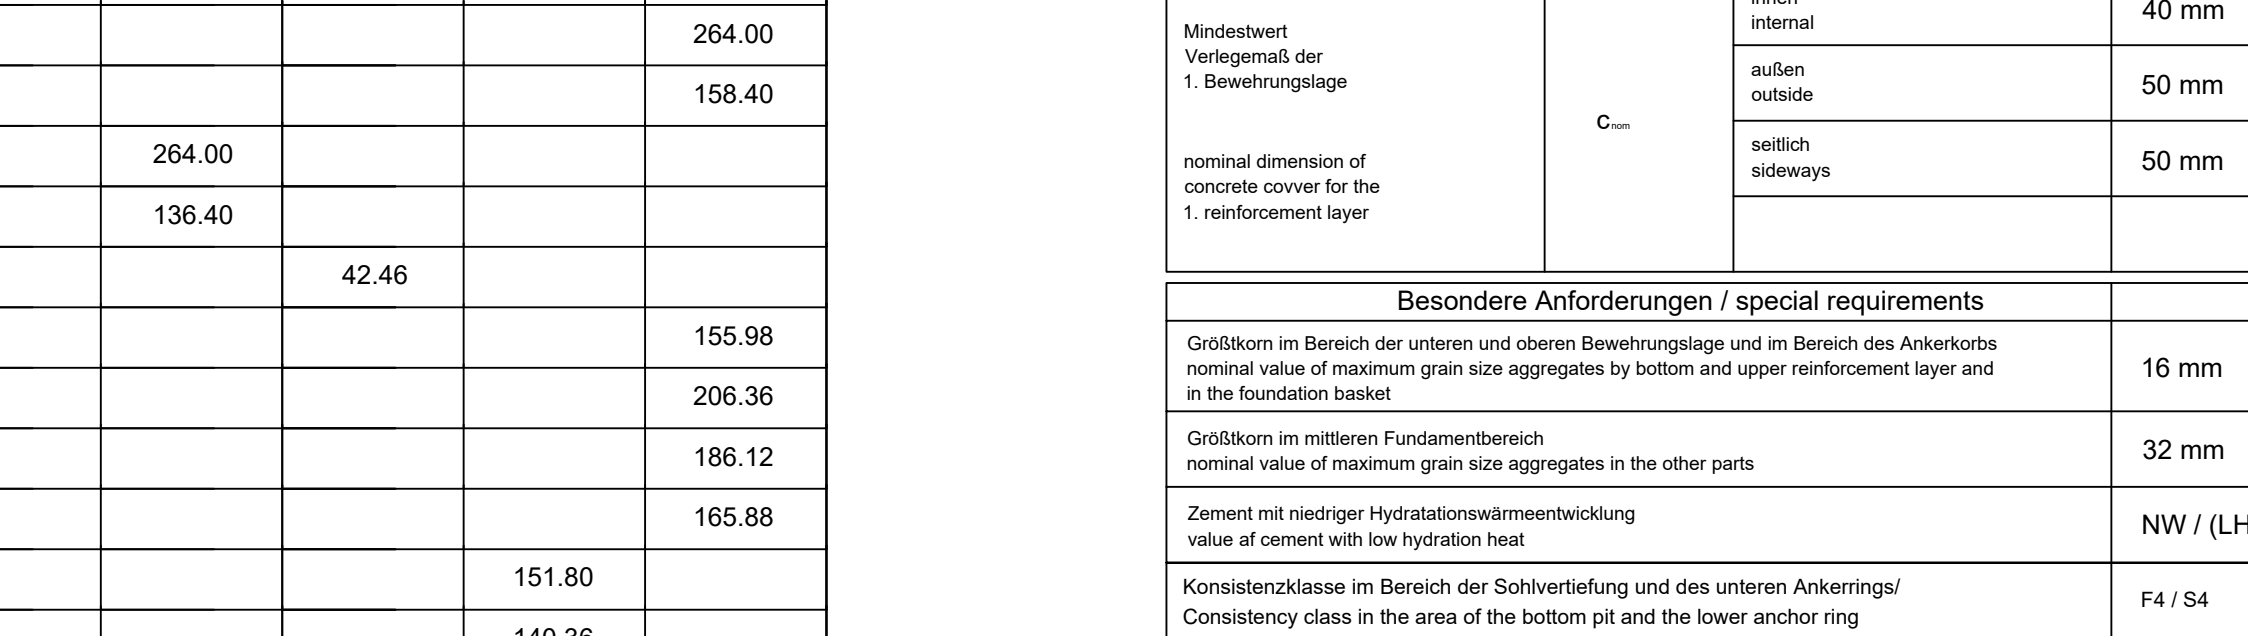 264.00
158.40
264.00
136.40
42.46
155.98
206.36
186.12
165.88
151.80
Mindestwert
Verlegemaß der
1. Bewehrungslage
nominal dimension of
concrete covver for the
1. reinforcement layer
cnom
internal
40 mm
außen
outside
50 mm
seitlich
sideways
50 mm
Besondere Anforderungen / special requirements
Größtkorn im Bereich der unteren und oberen Bewehrungslage und im Bereich des Ankerkorbs
nominal value of maximum grain size aggregates by bottom and upper reinforcement layer and
in the foundation basket
16 mm
Größtkorn im mittleren Fundamentbereich
nominal value of maximum grain size aggregates in the other parts
32 mm
Zement mit niedriger Hydratationswärmeentwicklung
value af cement with low hydration heat
NW / (LH
Konsistenzklasse im Bereich der Sohlvertiefung und des unteren Ankerrings/
Consistency class in the area of the bottom pit and the lower anchor ring
F4 / S4